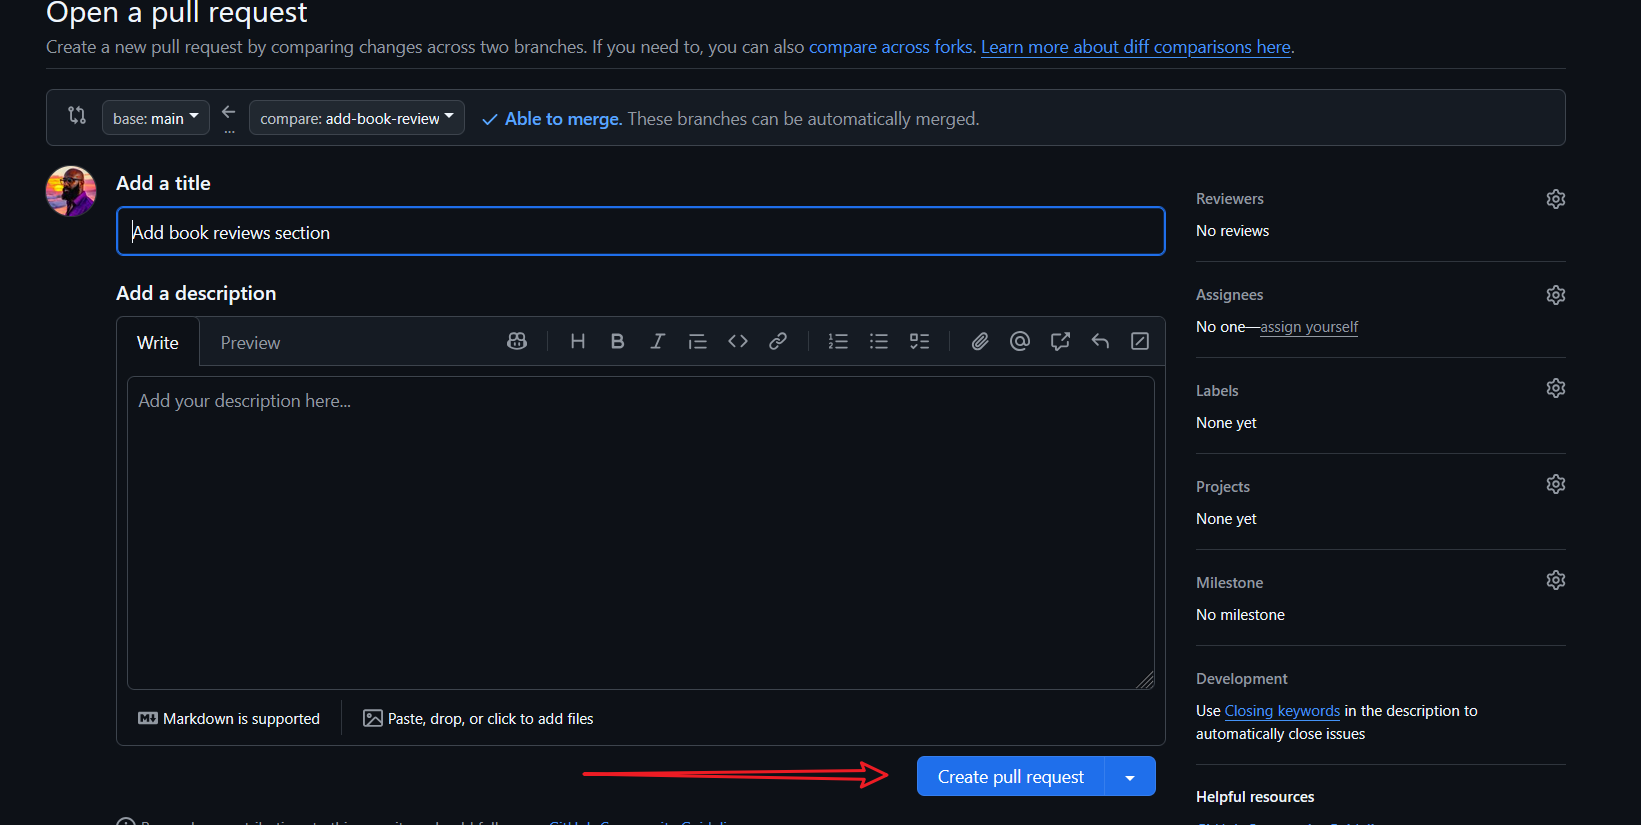 Open a pull request
Create a new pull request by comparing changes across two branches. If you need to, you can also compare across forks. Learn more about diff comparisons here.
base: main
...
compare: add-book-review
Able to merge. These branches can be automatically merged.
Add a title
Add book reviews section
Add a description
Write
Preview
Add your description here...
Markdown is supported
Paste, drop, or click to add files
Create pull request
Reviewers
No reviews
Assignees
No one—assign yourself
Labels
None yet
Projects
None yet
Milestone
No milestone
Development
Use Closing keywords in the description to
automatically close issues
Helpful resources